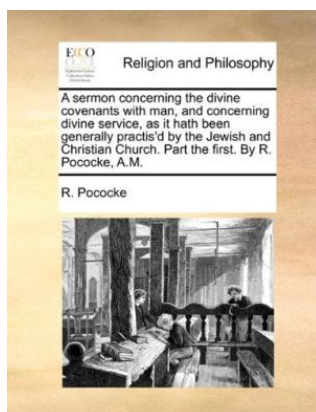 ECCO
Religion and Philosophy
A sermon concerning the divine
covenants with man, and concerning
divine service, as it hath been
generally practis'd by the Jewish and
Christian Church. Part the first. By R.
Pococke, A.M.
R. Pococke